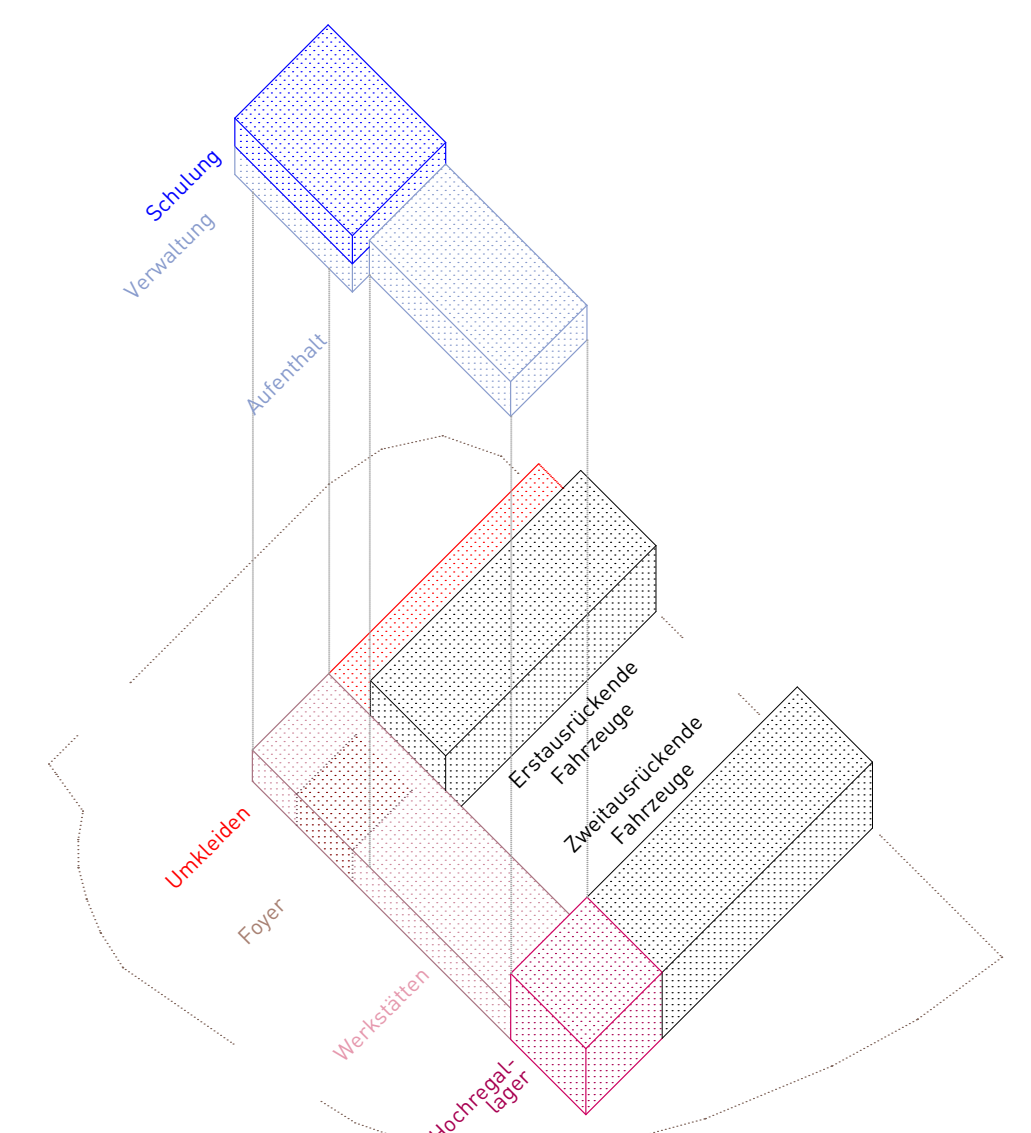 Schulung
Verwaltung
Aufenthalt
Erstausrückende
Fahrzeuge
Zweitausrückende
Fahrzeuge
Umkleiden
Foyer
Werkstätten
Hochregal-
lager